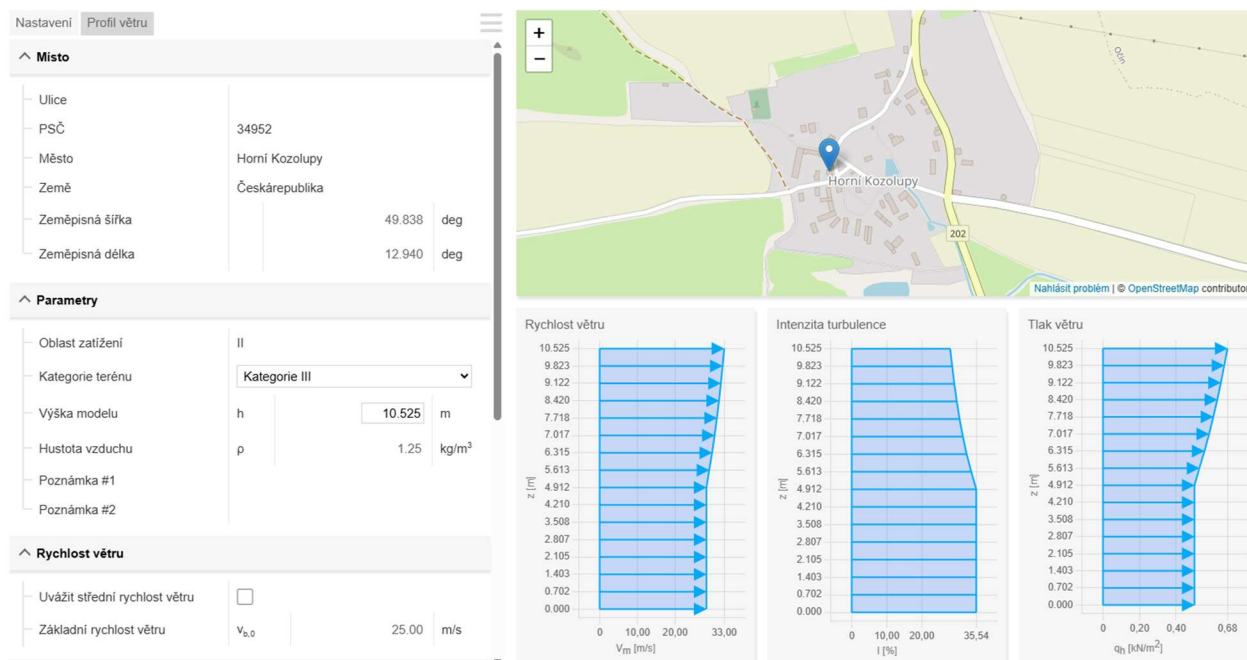 Nastavení Profil větru
Místo
Ulice
PSČ 34952
Město Horní Kozolupy
Země Českárepublika
Zeměpisná šířka 49.838 deg
Zeměpisná délka 12.940 deg
Parametry
Oblast zatížení II
Kategorie terénu Kategorie III
Výška modelu h 10.525 m
Hustota vzduchu ρ 1.25 kg/m³
Poznámka #1
Poznámka #2
Rychlost větru
Uvážit střední rychlost větru
Základní rychlost větru v_b,0 25.00 m/s
+
−
Očín
Horní Kozolupy
202
Nahlásit problém | © OpenStreetMap contributor
Rychlost větru
10.525
9.823
9.122
8.420
7.718
7.017
6.315
5.613
4.912
4.210
3.508
2.807
2.105
1.403
0.702
0.000
z [m]
0 10,00 20,00 33,00
V_m [m/s]
Intenzita turbulence
10.525
9.823
9.122
8.420
7.718
7.017
6.315
5.613
4.912
4.210
3.508
2.807
2.105
1.403
0.702
0.000
z [m]
0 10,00 20,00 35,54
I [%]
Tlak větru
10.525
9.823
9.122
8.420
7.718
7.017
6.315
5.613
4.912
4.210
3.508
2.807
2.105
1.403
0.702
0.000
z [m]
0 0,20 0,40 0,68
q_h [kN/m²]